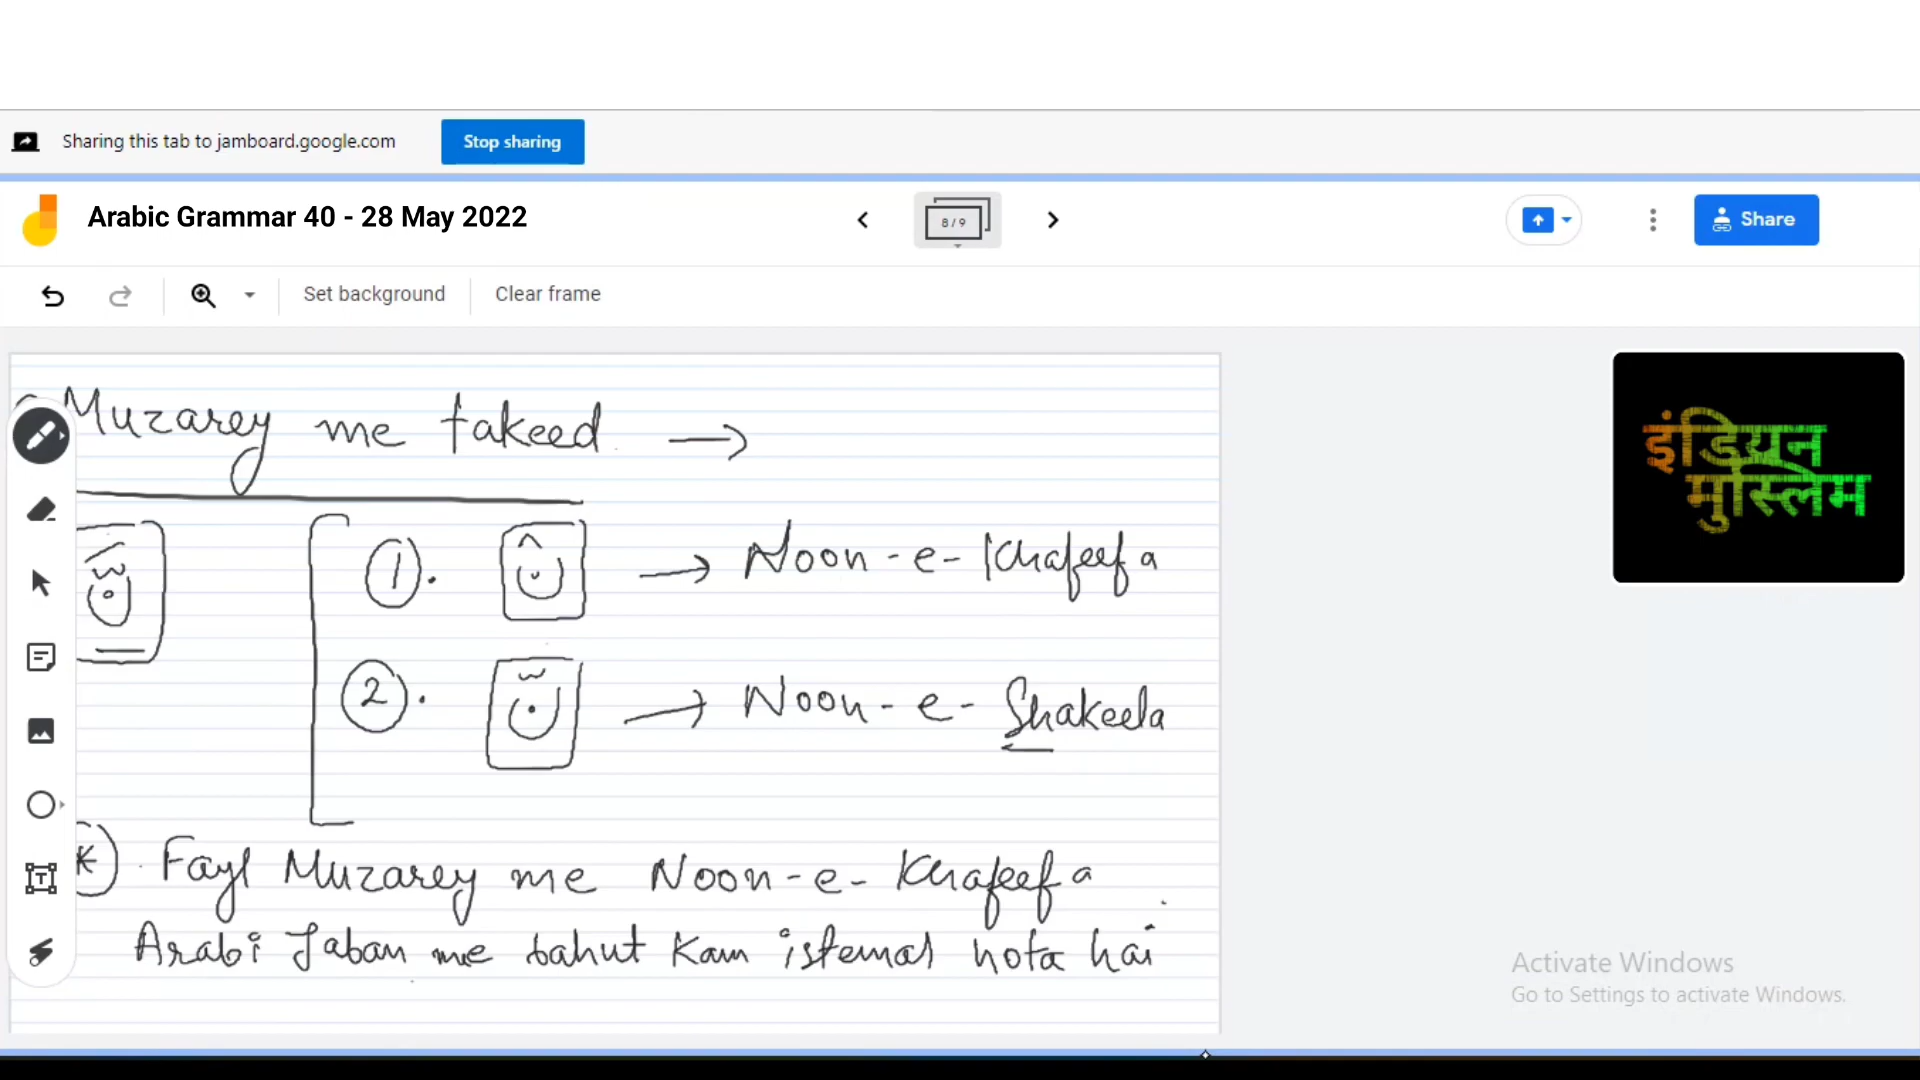 Sharing this tab to jamboard.google.com Stop sharing
Arabic Grammar 40 - 28 May 2022
8 / 9
Share
Set background Clear frame
Muzarey me takeed →
इंडियन
मुस्लिम
1. نْ → Noon-e-Khafeefa
2. نّ → Noon-e-Shakeela
* Fayl Muzarey me Noon-e-Khafeefa
Arabi Jaban me bahut Kam istemal hota hai
Activate Windows
Go to Settings to activate Windows.